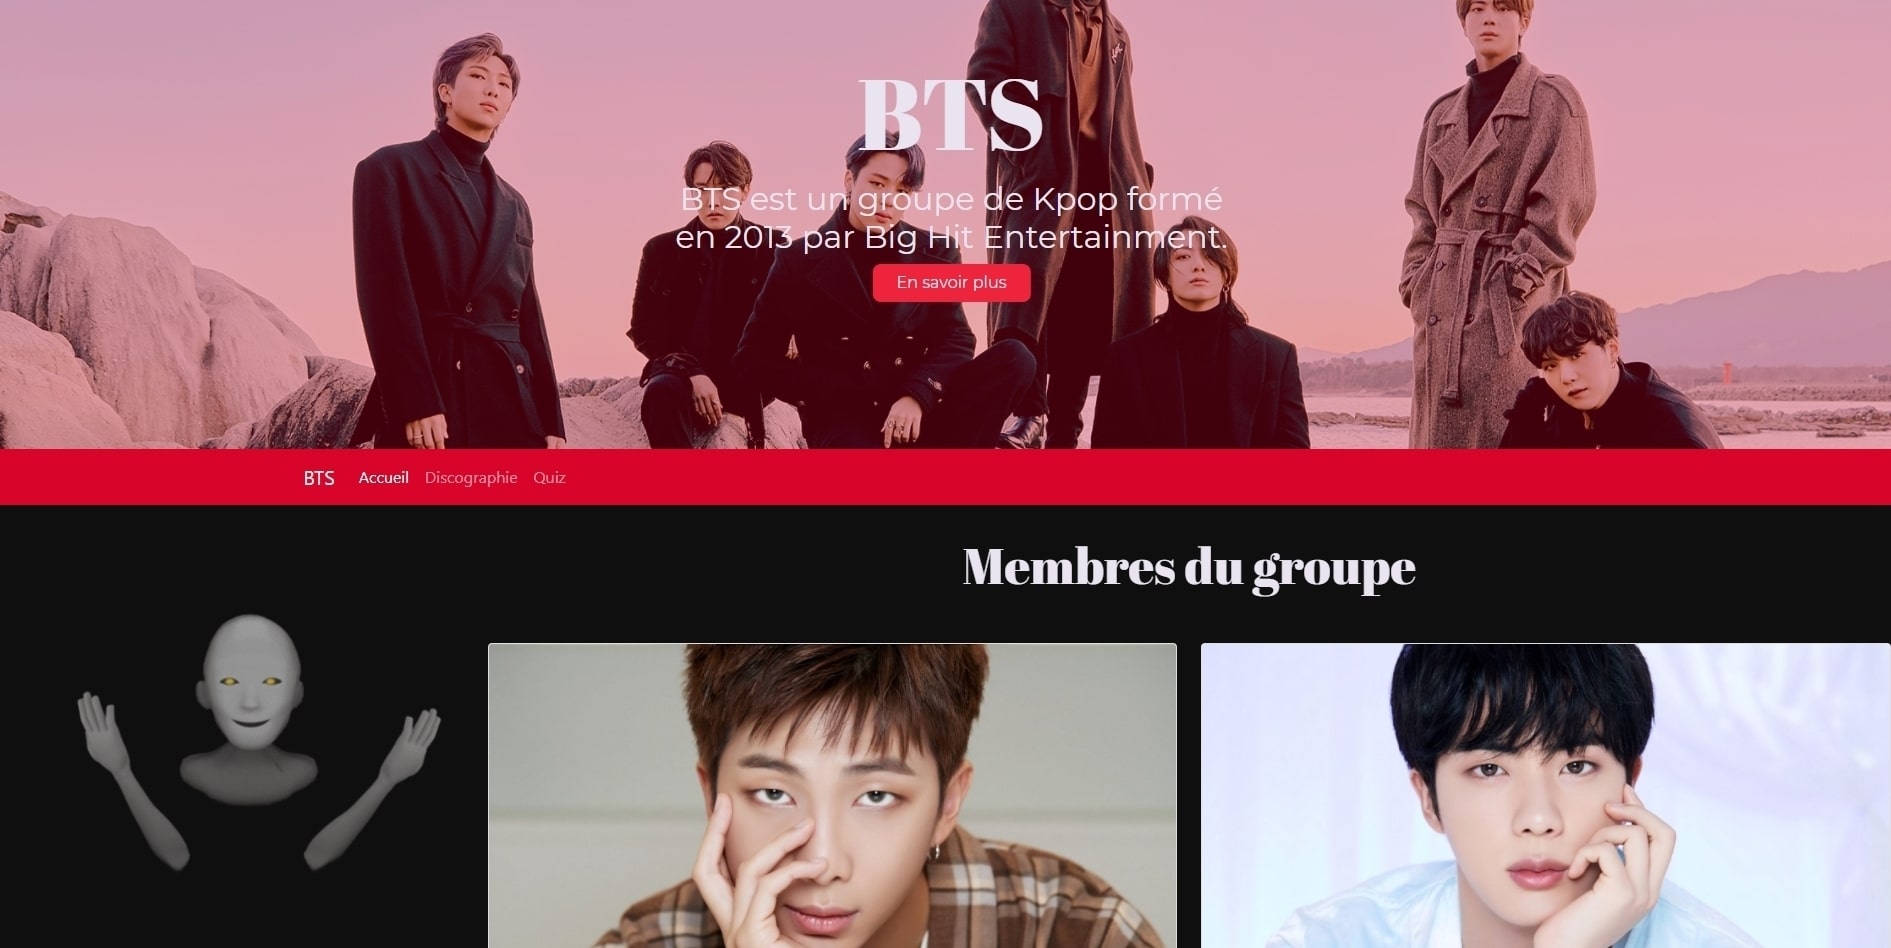 BTS
BTS est un groupe de Kpop formé
en 2013 par Big Hit Entertainment.
En savoir plus
BTS Accueil Discographie Quiz
Membres du groupe